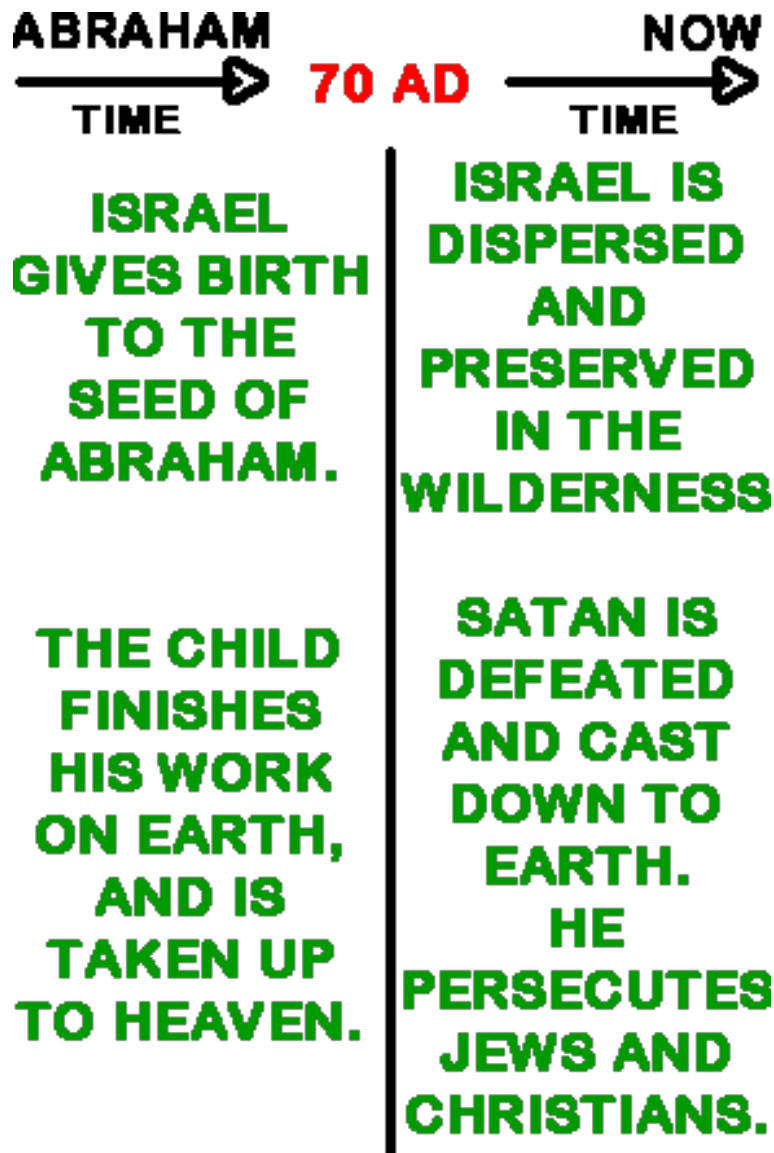 ABRAHAM
TIME
70 AD
NOW
TIME
ISRAEL
GIVES BIRTH
TO THE
SEED OF
ABRAHAM.
THE CHILD
FINISHES
HIS WORK
ON EARTH,
AND IS
TAKEN UP
TO HEAVEN.
ISRAEL IS
DISPERSED
AND
PRESERVED
IN THE
WILDERNESS
SATAN IS
DEFEATED
AND CAST
DOWN TO
EARTH.
HE
PERSECUTES
JEWS AND
CHRISTIANS.